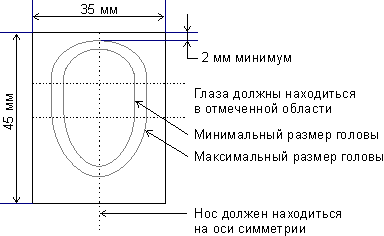 35 мм
45 мм
2 мм минимум
Глаза должны находиться
в отмеченной области
Минимальный размер головы
Максимальный размер головы
Нос должен находиться
на оси симметрии